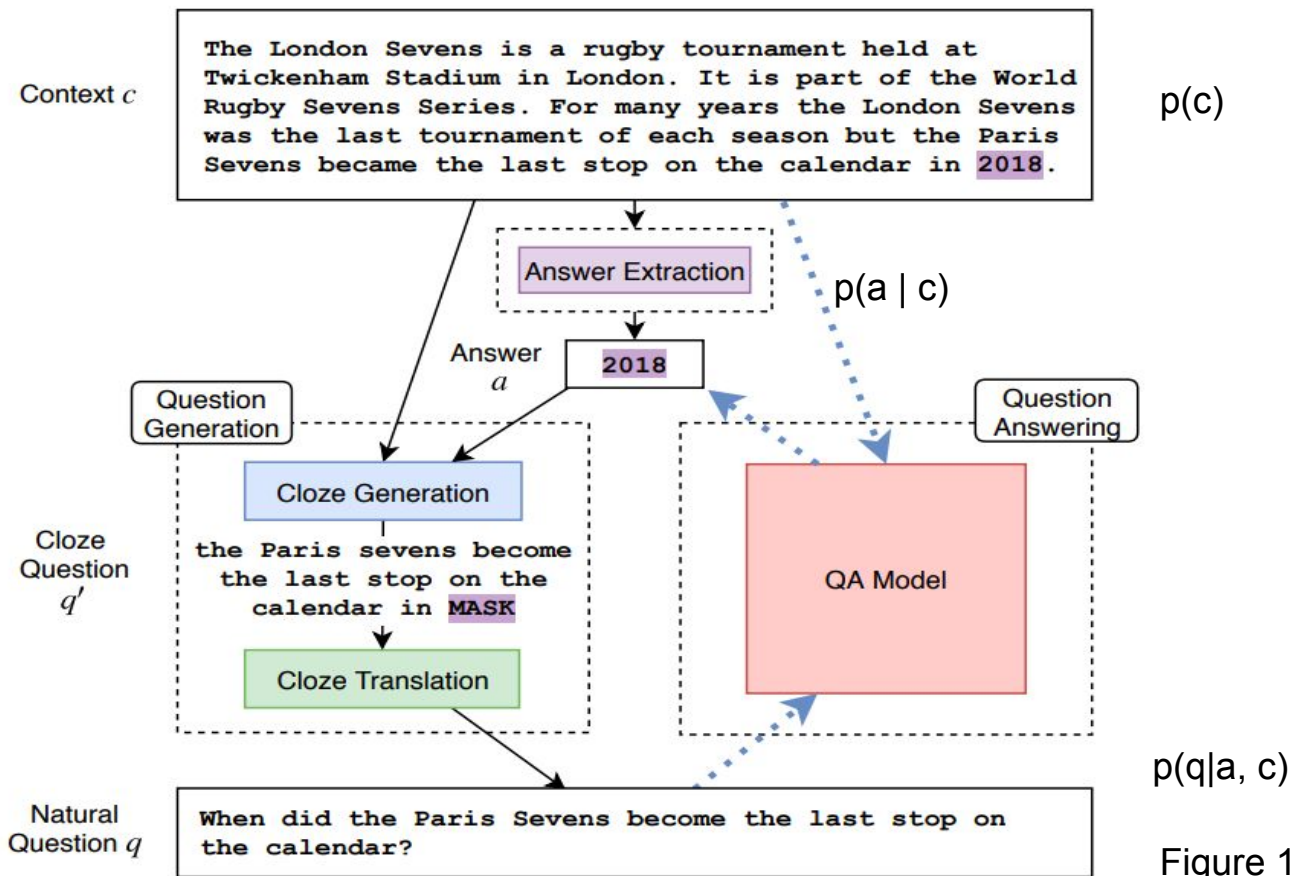 Context c
The London Sevens is a rugby tournament held at
Twickenham Stadium in London. It is part of the World
Rugby Sevens Series. For many years the London Sevens
was the last tournament of each season but the Paris
Sevens became the last stop on the calendar in 2018.
p(c)
Answer Extraction
p(a | c)
Answer
a
2018
Question
Generation
Question
Answering
Cloze Generation
Cloze
Question
q′
the Paris sevens become
the last stop on the
calendar in MASK
QA Model
Cloze Translation
p(q|a, c)
Natural
Question q
When did the Paris Sevens become the last stop on
the calendar?
Figure 1